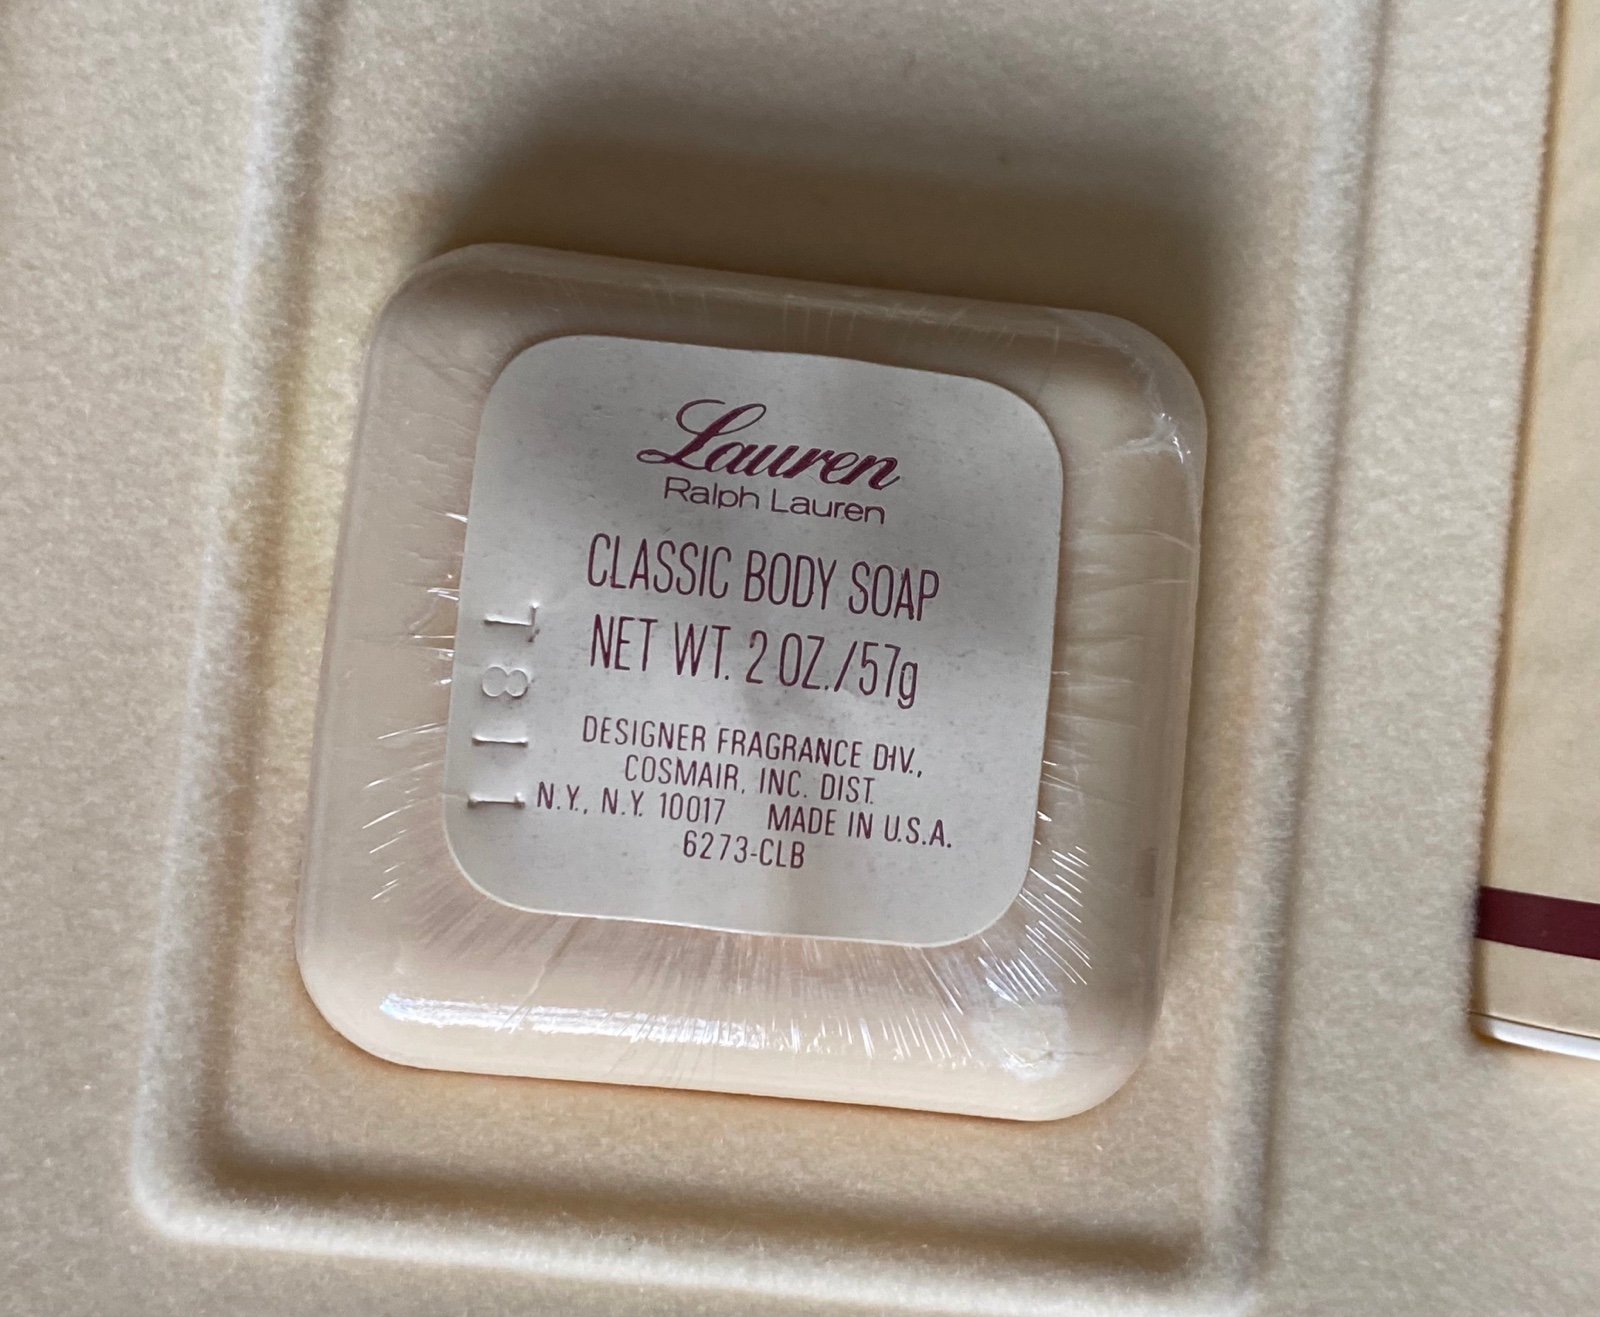 Lauren
Ralph Lauren
CLASSIC BODY SOAP
NET WT. 2 OZ./57g
DESIGNER FRAGRANCE DIV.,
COSMAIR, INC. DIST.
N.Y., N.Y. 10017 MADE IN U.S.A.
6273-CLB
118L